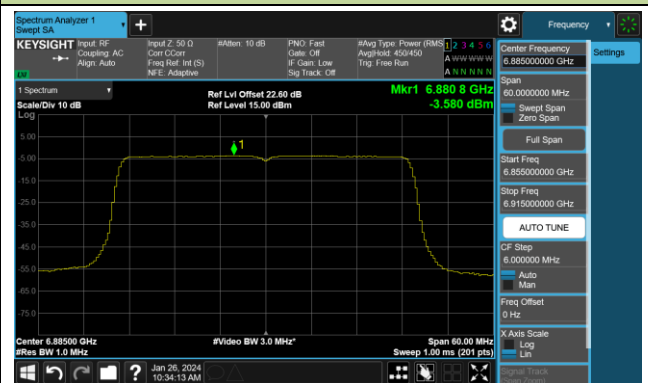 Spectrum Analyzer 1
Swept SA
Frequency
KEYSIGHT
Input: RF
Coupling: AC
Align: Auto
Input Z: 50 Ω
Corr CCorr
Freq Ref: Int (S)
NFE: Adaptive
#Atten: 10 dB
PNO: Fast
Gate: Off
IF Gain: Low
Sig Track: Off
#Avg Type: Power (RMS
Avg|Hold: 450/450
Trig: Free Run
1 2 3 4 5 6
A W W W W W
A N N N N N
LXI
Center Frequency
6.885000000 GHz
Settings
Span
60.0000000 MHz
Swept Span
Zero Span
Full Span
Start Freq
6.855000000 GHz
Stop Freq
6.915000000 GHz
AUTO TUNE
CF Step
6.000000 MHz
Auto
Man
Freq Offset
0 Hz
X Axis Scale
Log
Lin
Signal Track
(Span Zoom)
1 Spectrum
Scale/Div 10 dB
Ref Lvl Offset 22.60 dB
Ref Level 15.00 dBm
Mkr1 6.880 8 GHz
-3.580 dBm
Log
5.00
-5.00
-15.0
-25.0
-35.0
-45.0
-55.0
-65.0
-75.0
1
Center 6.88500 GHz
#Res BW 1.0 MHz
#Video BW 3.0 MHz*
Span 60.00 MHz
Sweep 1.00 ms (201 pts)
Jan 26, 2024
10:34:13 AM